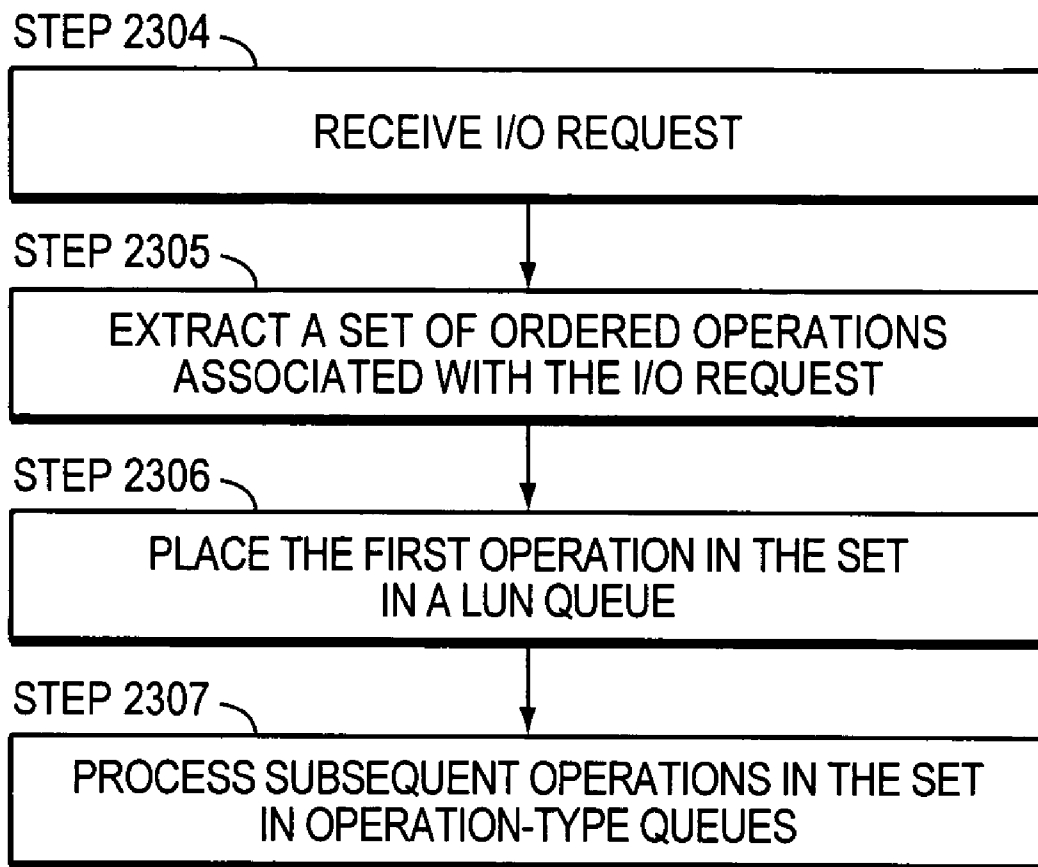 STEP 2304
RECEIVE I/O REQUEST
STEP 2305
EXTRACT A SET OF ORDERED OPERATIONS
ASSOCIATED WITH THE I/O REQUEST
STEP 2306
PLACE THE FIRST OPERATION IN THE SET
IN A LUN QUEUE
STEP 2307
PROCESS SUBSEQUENT OPERATIONS IN THE SET
IN OPERATION-TYPE QUEUES